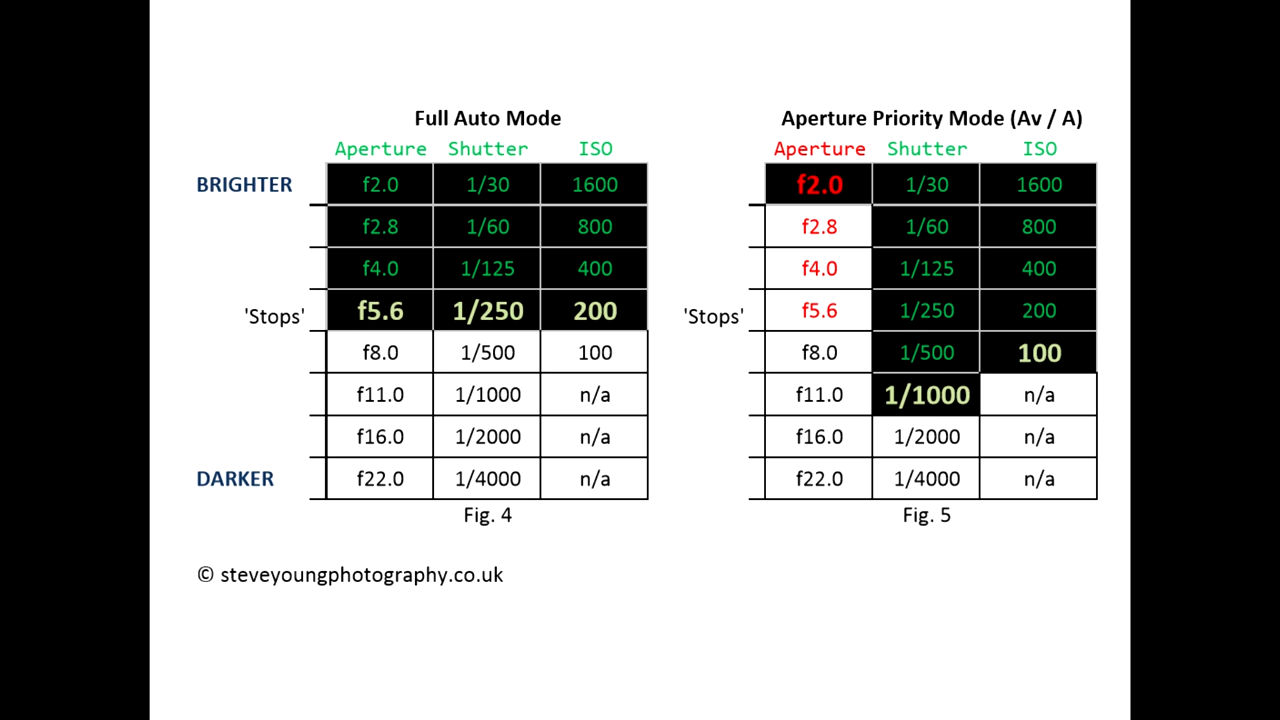 Full Auto Mode Aperture Priority Mode (Av / A)
Aperture Shutter ISO Aperture Shutter ISO
BRIGHTER f2.0 1/30 1600 f2.0 1/30 1600
f2.8 1/60 800 f2.8 1/60 800
f4.0 1/125 400 f4.0 1/125 400
'Stops' f5.6 1/250 200 'Stops' f5.6 1/250 200
f8.0 1/500 100 f8.0 1/500 100
f11.0 1/1000 n/a f11.0 1/1000 n/a
f16.0 1/2000 n/a f16.0 1/2000 n/a
DARKER f22.0 1/4000 n/a f22.0 1/4000 n/a
Fig. 4 Fig. 5
© steveyoungphotography.co.uk